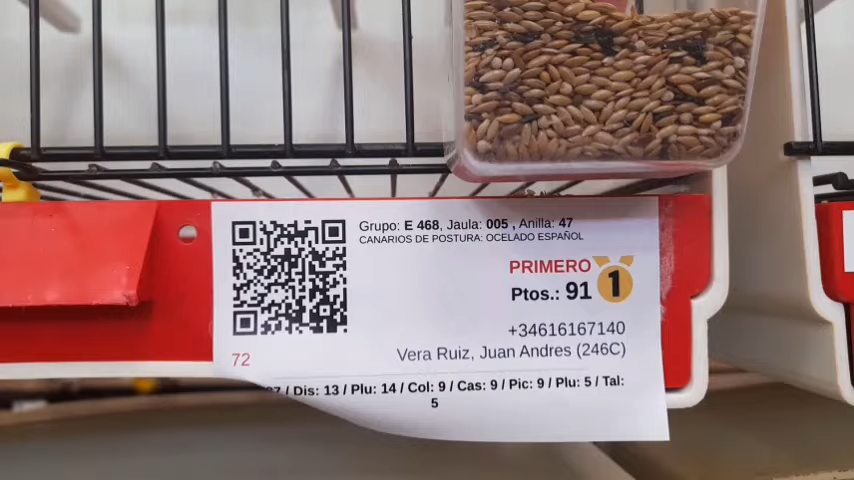 Grupo: E 468, Jaula: 005 , Anilla: 47
CANARIOS DE POSTURA: OCELADO ESPAÑOL
PRIMERO
Ptos.: 91 1
+34616167140
Vera Ruiz, Juan Andres (246C)
72
/ Dis: 13 / Plu: 14 / Col: 9 / Cas: 9 / Pic: 9 / Plu: 5 / Tal:
5